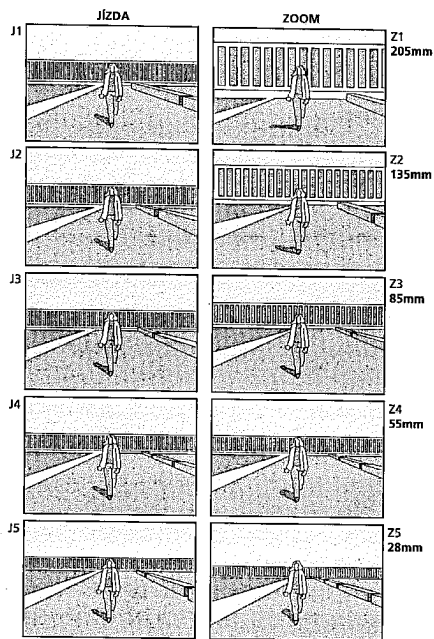 JÍZDA ZOOM
J1 Z1
205mm
J2 Z2
135mm
J3 Z3
85mm
J4 Z4
55mm
J5 Z5
28mm